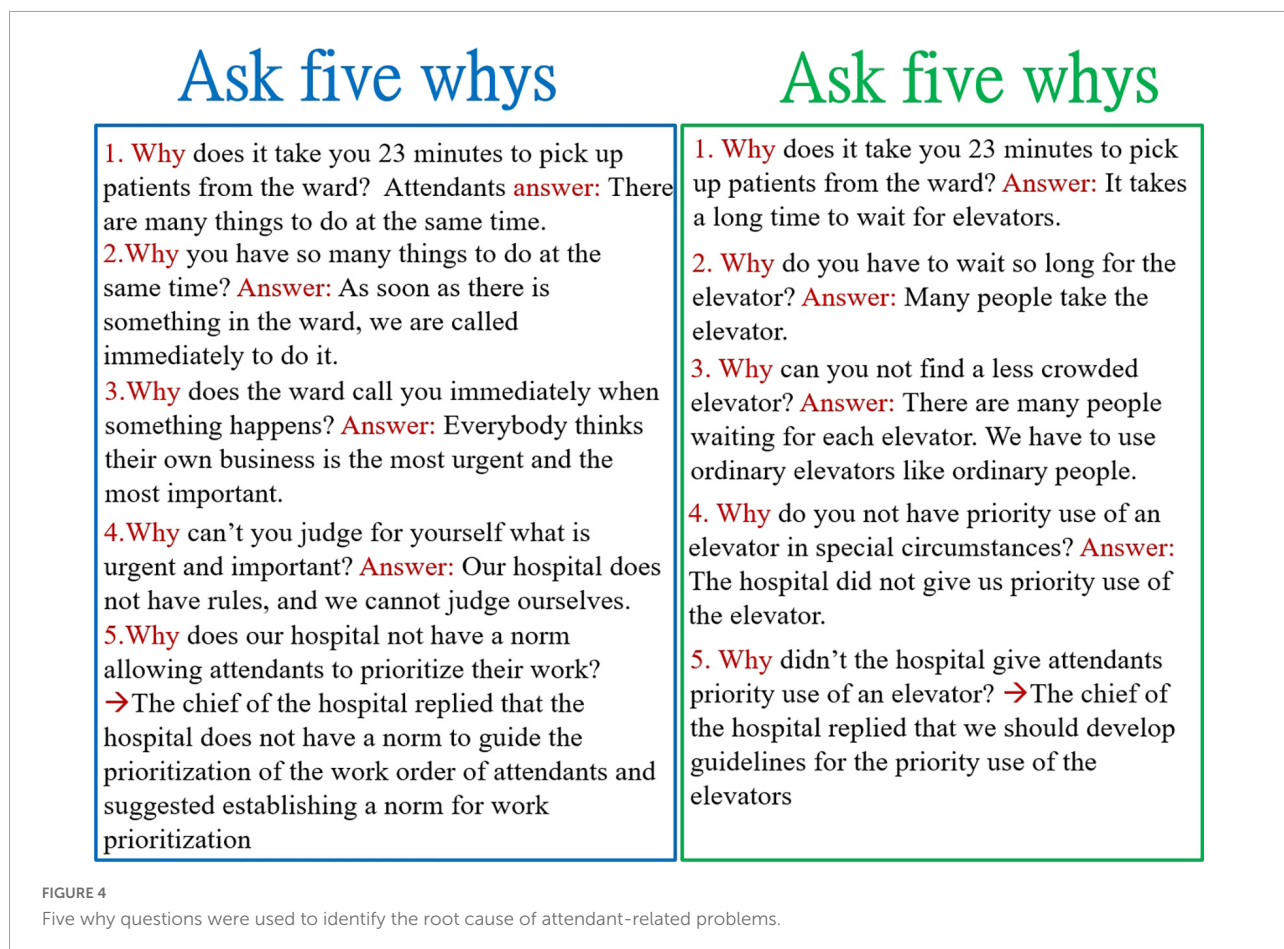 Ask five whys
1. Why does it take you 23 minutes to pick up
patients from the ward?  Attendants answer: There
are many things to do at the same time.
2.Why you have so many things to do at the
same time? Answer: As soon as there is
something in the ward, we are called
immediately to do it.
3.Why does the ward call you immediately when
something happens? Answer: Everybody thinks
their own business is the most urgent and the
most important.
4.Why can’t you judge for yourself what is
urgent and important? Answer: Our hospital does
not have rules, and we cannot judge ourselves.
5.Why does our hospital not have a norm
allowing attendants to prioritize their work?
→The chief of the hospital replied that the
hospital does not have a norm to guide the
prioritization of the work order of attendants and
suggested establishing a norm for work
prioritization
Ask five whys
1. Why does it take you 23 minutes to pick
up patients from the ward? Answer: It takes
a long time to wait for elevators.
2. Why do you have to wait so long for the
elevator? Answer: Many people take the
elevator.
3. Why can you not find a less crowded
elevator? Answer: There are many people
waiting for each elevator. We have to use
ordinary elevators like ordinary people.
4. Why do you not have priority use of an
elevator in special circumstances? Answer:
The hospital did not give us priority use of
the elevator.
5. Why didn’t the hospital give attendants
priority use of an elevator? →The chief of
the hospital replied that we should develop
guidelines for the priority use of the
elevators
FIGURE 4
Five why questions were used to identify the root cause of attendant-related problems.